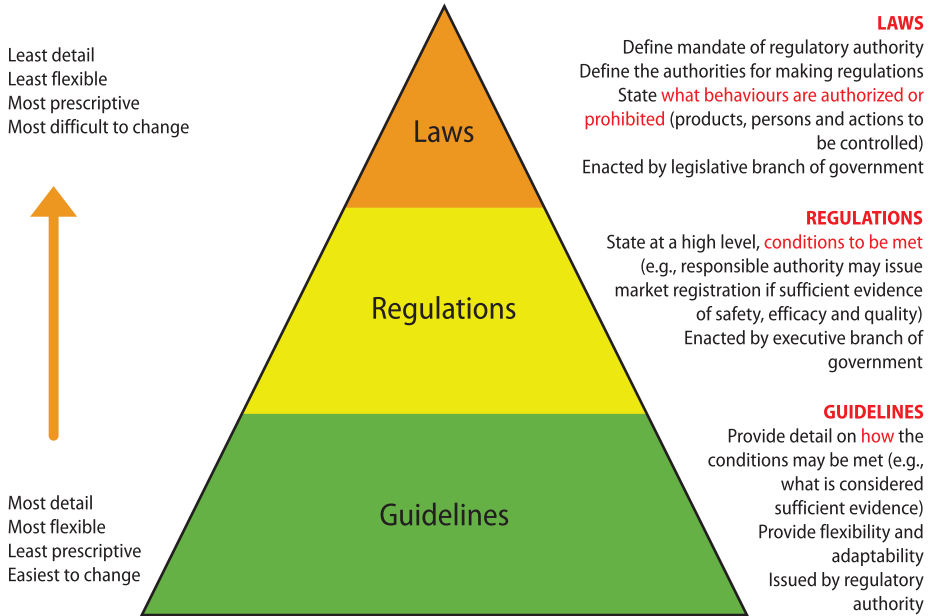 Least detail
Least flexible
Most prescriptive
Most difficult to change
Most detail
Most flexible
Least prescriptive
Easiest to change
Laws
Regulations
Guidelines
LAWS
Define mandate of regulatory authority
Define the authorities for making regulations
State what behaviours are authorized or
prohibited (products, persons and actions to
be controlled)
Enacted by legislative branch of government
REGULATIONS
State at a high level, conditions to be met
(e.g., responsible authority may issue
market registration if sufficient evidence
of safety, efficacy and quality)
Enacted by executive branch of
government
GUIDELINES
Provide detail on how the
conditions may be met (e.g.,
what is considered
sufficient evidence)
Provide flexibility and
adaptability
Issued by regulatory
authority